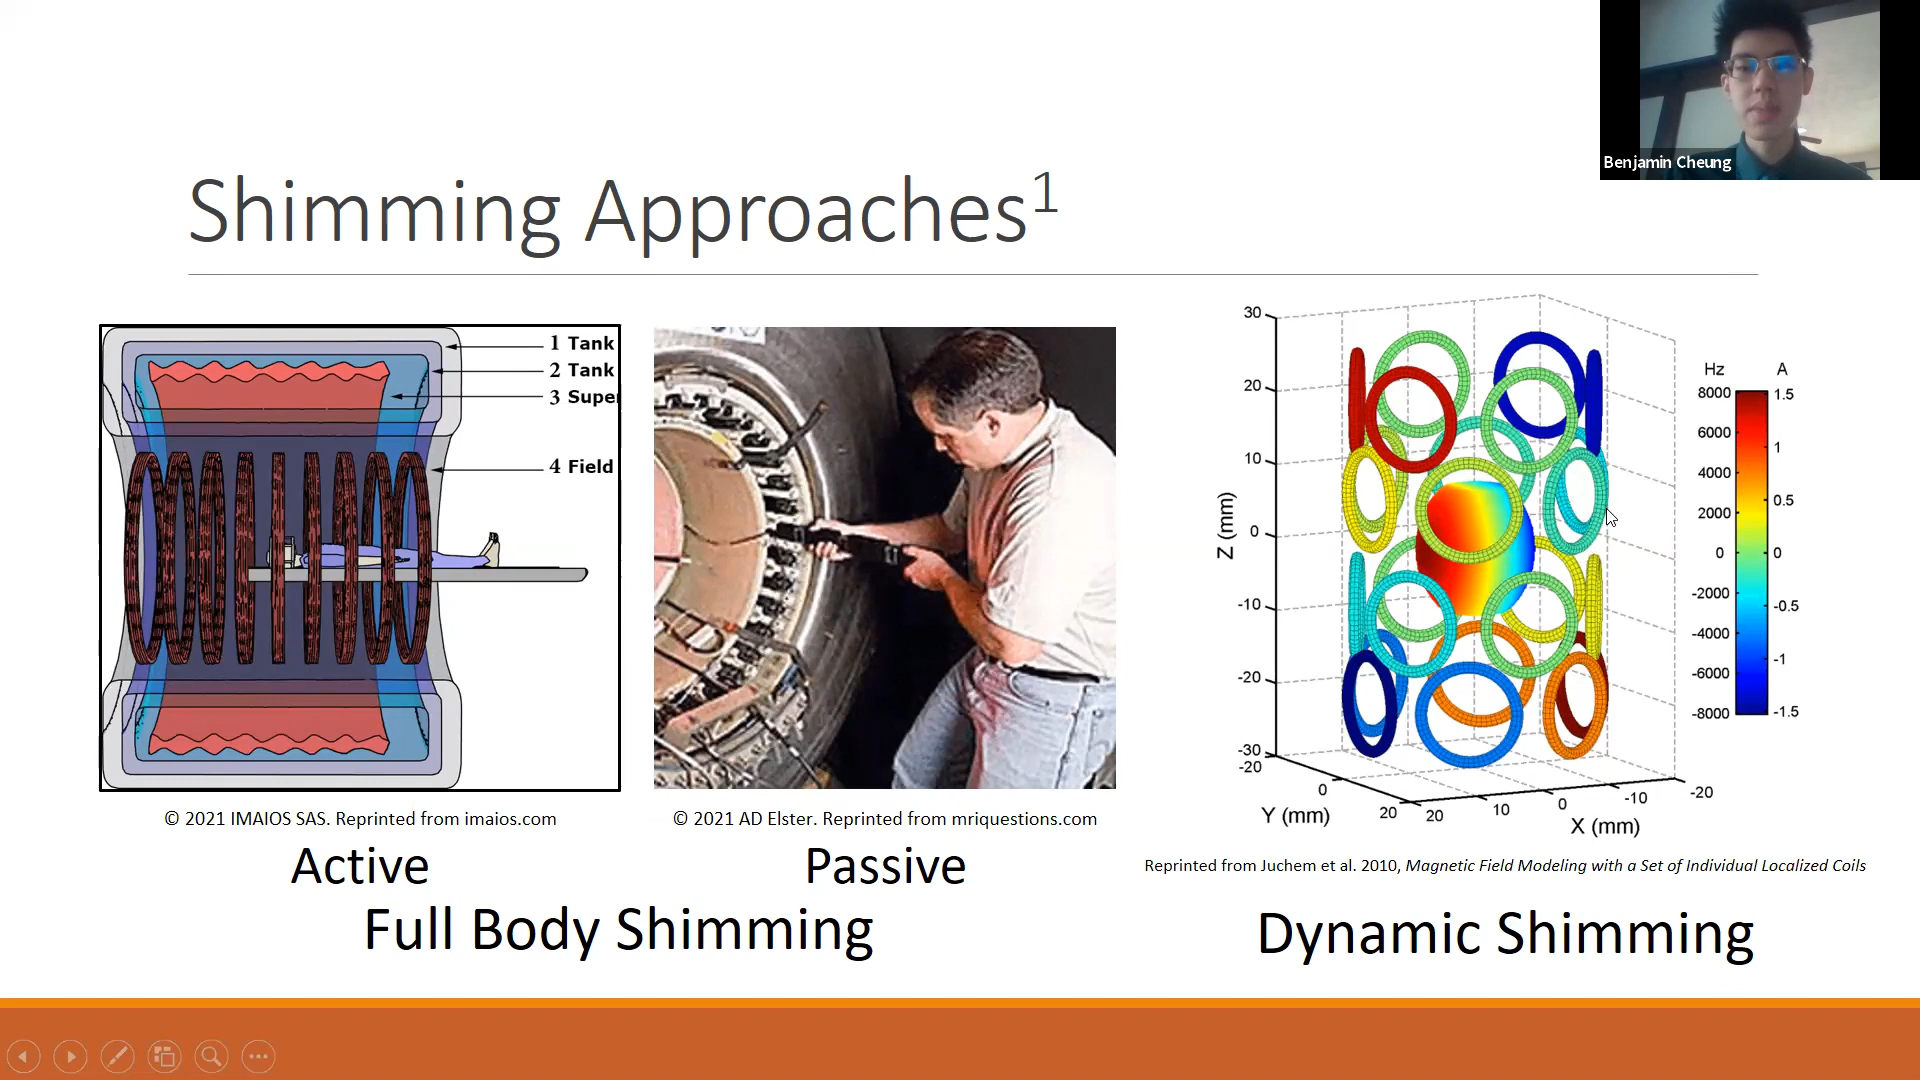 Benjamin Cheung
Shimming Approaches1
1 Tank
2 Tank
3 Super
4 Field
© 2021 IMAIOS SAS. Reprinted from imaios.com
Active
© 2021 AD Elster. Reprinted from mriquestions.com
Passive
Full Body Shimming
30
20
10
0
-10
-20
-30
Z (mm)
-20
0
20
Y (mm)
20
10
0
-10
-20
X (mm)
Hz A
8000 1.5
6000
4000 1
2000 0.5
0 0
-2000 -0.5
-4000
-6000 -1
-8000 -1.5
Reprinted from Juchem et al. 2010, Magnetic Field Modeling with a Set of Individual Localized Coils
Dynamic Shimming